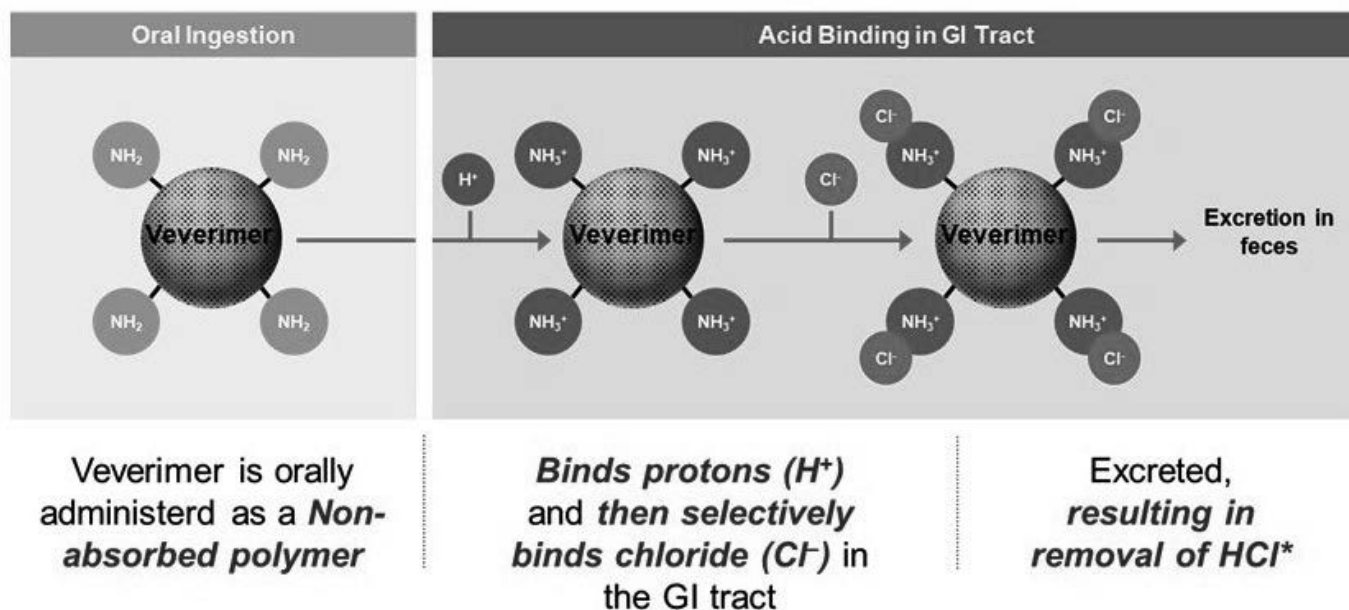 Oral Ingestion
Acid Binding in GI Tract
NH₂
NH₂
Veverimer
NH₂
NH₂
H⁺
NH₃⁺
NH₃⁺
Veverimer
NH₃⁺
NH₃⁺
Cl⁻
Cl⁻
Cl⁻
NH₃⁺
NH₃⁺
Veverimer
NH₃⁺
NH₃⁺
Cl⁻
Cl⁻
Excretion in
feces
Veverimer is orally
administerd as a Non-
absorbed polymer
Binds protons (H⁺)
and then selectively
binds chloride (Cl⁻) in
the GI tract
Excreted,
resulting in
removal of HCl*